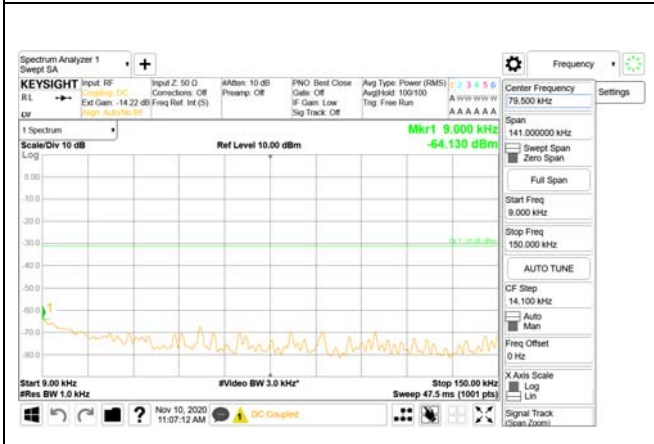 Spectrum Analyzer 1
Swept SA
Frequency
KEYSIGHT
Input: RF
Coupling: DC
Ext Gain: -14.22 dB
Align: Auto/No RF
Input Z: 50 Ω
Corrections: Off
Freq Ref: Int (S)
#Atten: 10 dB
Preamp: Off
PNO: Best Close
Gate: Off
IF Gain: Low
Sig Track: Off
Avg Type: Power (RMS)
Avg|Hold: 100/100
Trig: Free Run
1 2 3 4 5 6
A W W W W W
A A A A A A
RL
1 Spectrum
Scale/Div 10 dB
Ref Level 10.00 dBm
Mkr1 9.000 kHz
-64.130 dBm
Log
0.00
-10.0
-20.0
-30.0
-40.0
-50.0
-60.0
-70.0
-80.0
1
Start 9.00 kHz
#Video BW 3.0 kHz*
Stop 150.00 kHz
#Res BW 1.0 kHz
Sweep 47.5 ms (1001 pts)
Nov 10, 2020
11:07:12 AM
DC Coupled
Center Frequency
79.500 kHz
Settings
Span
141.000000 kHz
Swept Span
Zero Span
Full Span
Start Freq
9.000 kHz
Stop Freq
150.000 kHz
AUTO TUNE
CF Step
14.100 kHz
Auto
Man
Freq Offset
0 Hz
X Axis Scale
Log
Lin
Signal Track
(Span Zoom)